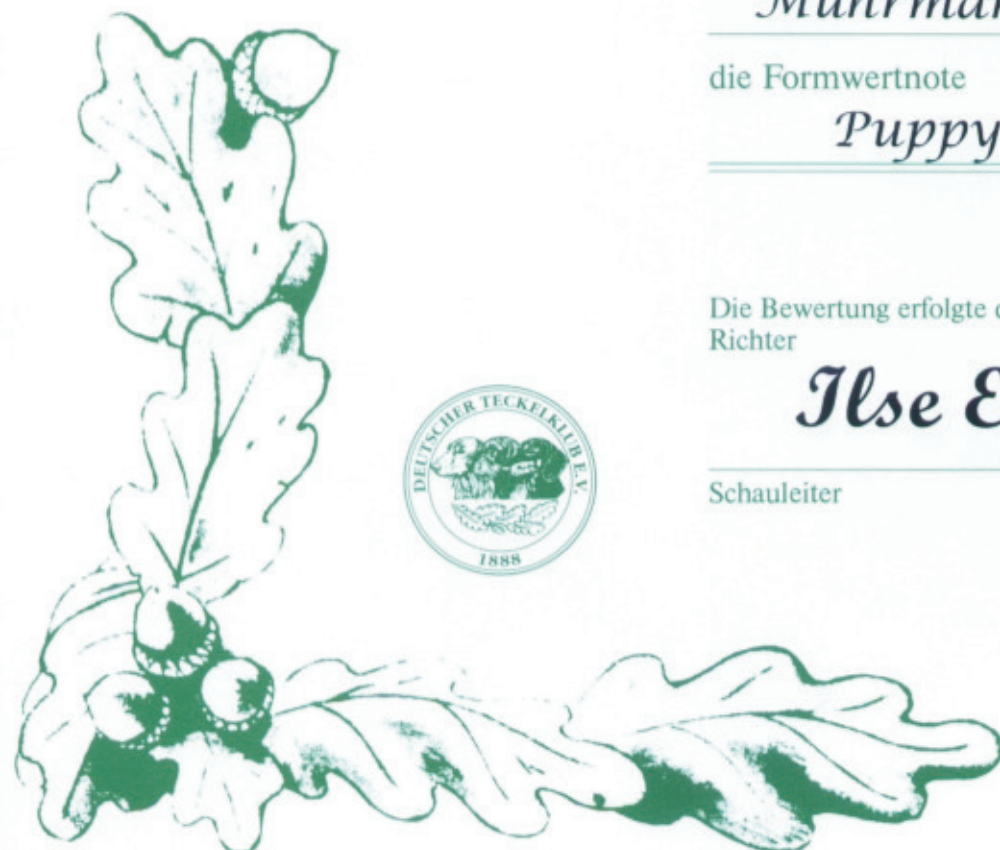 die Formwertnote
Puppy
Die Bewertung erfolgte
Richter
Ilse
Schauleiter
DEUTSCHER TECKELKLUB E.V.
1888